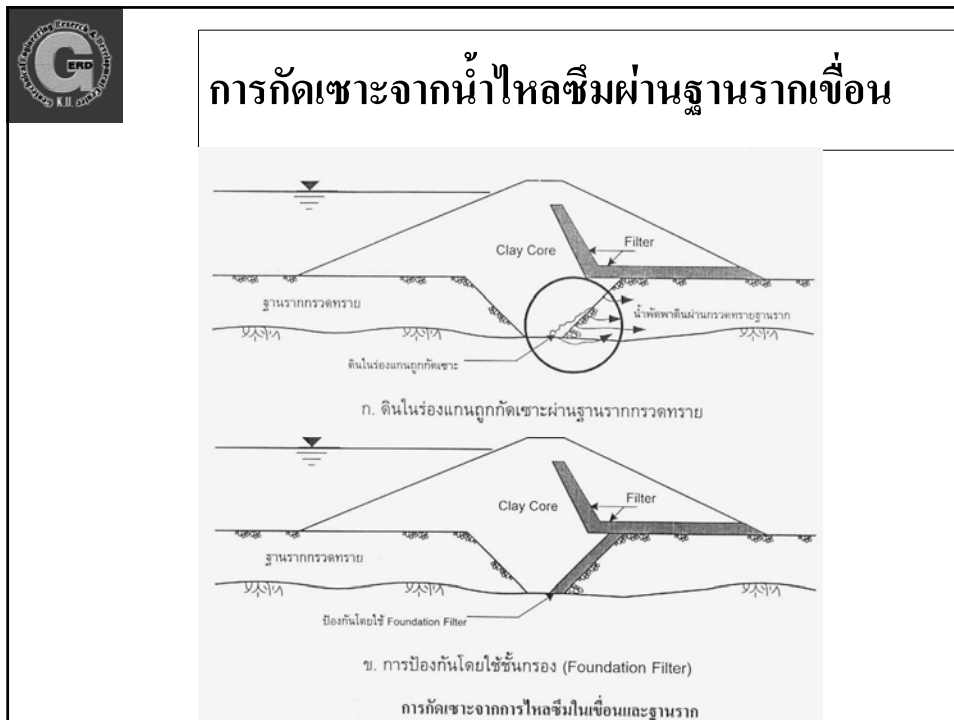 Geotechnical Engineering Research & Development Center
GERD
K.U.
การกัดเซาะจากน้ำไหลซึมผ่านฐานรากเขื่อน
Clay Core
Filter
ฐานรากกรวดทราย
น้ำพัดพาดินผ่านกรวดทรายฐานราก
ดินในร่องแกนถูกกัดเซาะ
ก. ดินในร่องแกนถูกกัดเซาะผ่านฐานรากกรวดทราย
Clay Core
Filter
ฐานรากกรวดทราย
ป้องกันโดยใช้ Foundation Filter
ข. การป้องกันโดยใช้ชั้นกรอง (Foundation Filter)
การกัดเซาะจากการไหลซึมในเขื่อนและฐานราก